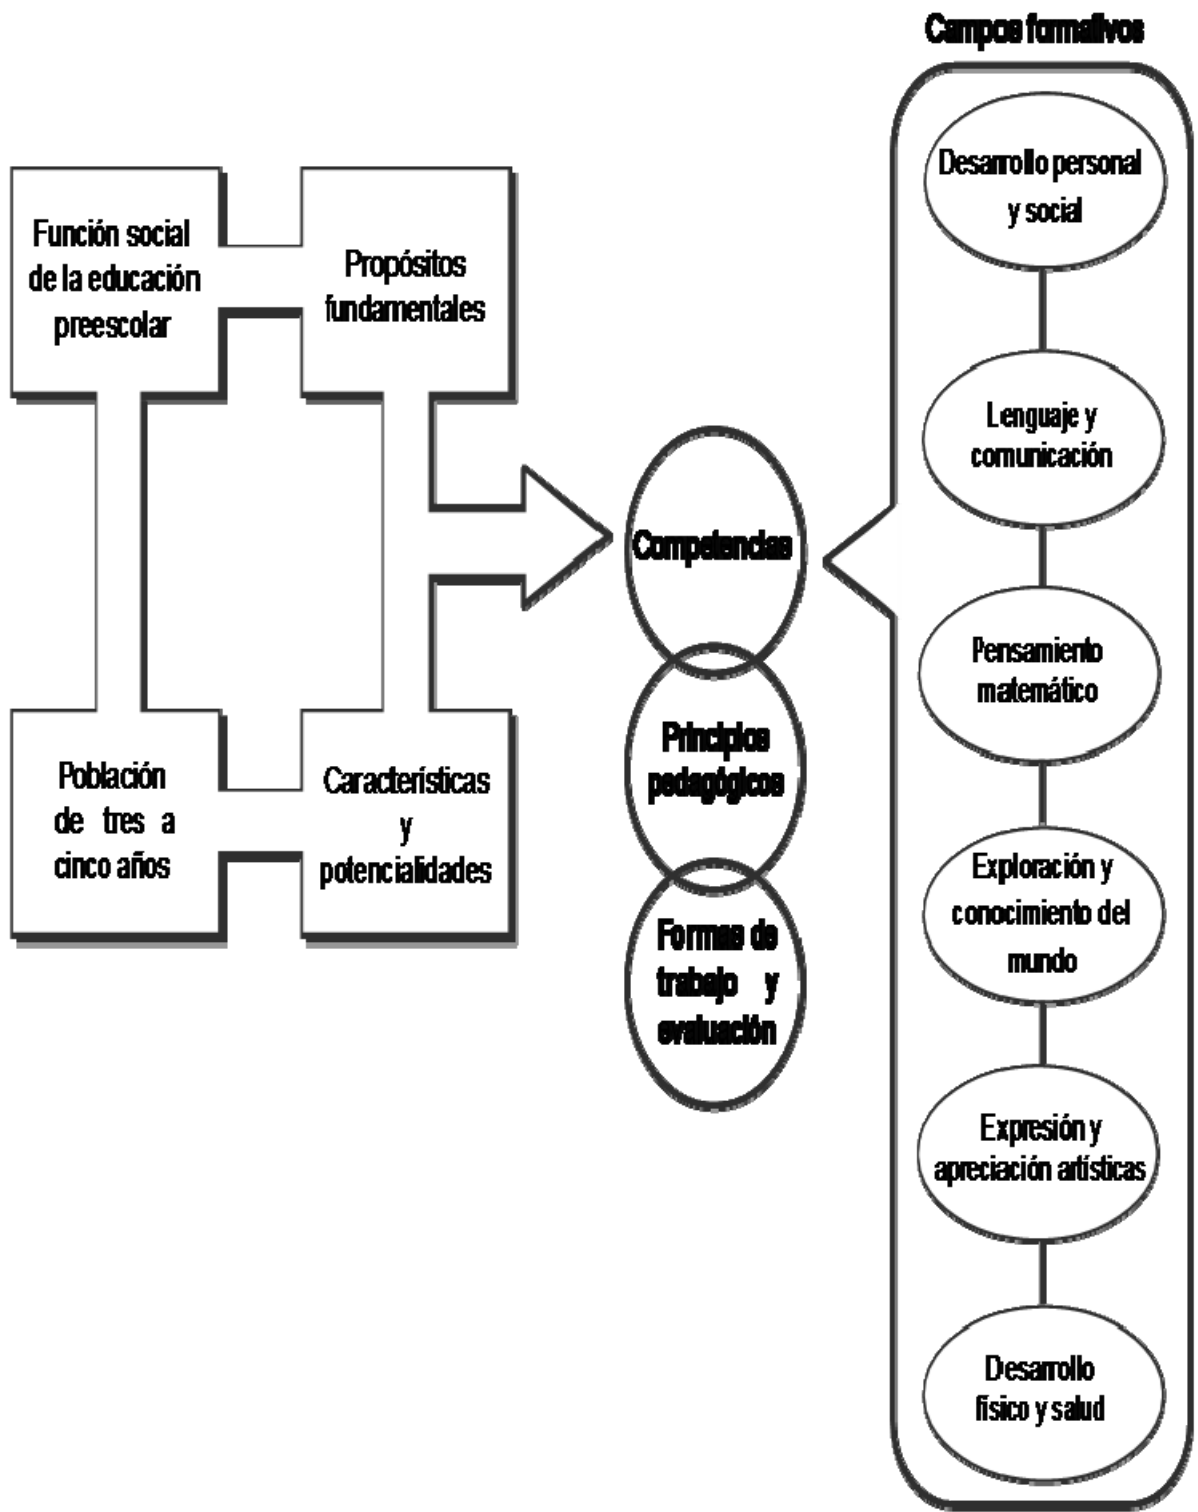 Campos formativos
Función social
de la educación
preescolar
Propósitos
fundamentales
Población
de tres a
cinco años
Características
y
potencialidades
Competencias
Principios
pedagógicos
Formas de
trabajo y
evaluación
Desarrollo personal
y social
Lenguaje y
comunicación
Pensamiento
matemático
Exploración y
conocimiento del
mundo
Expresión y
apreciación artísticas
Desarrollo
físico y salud